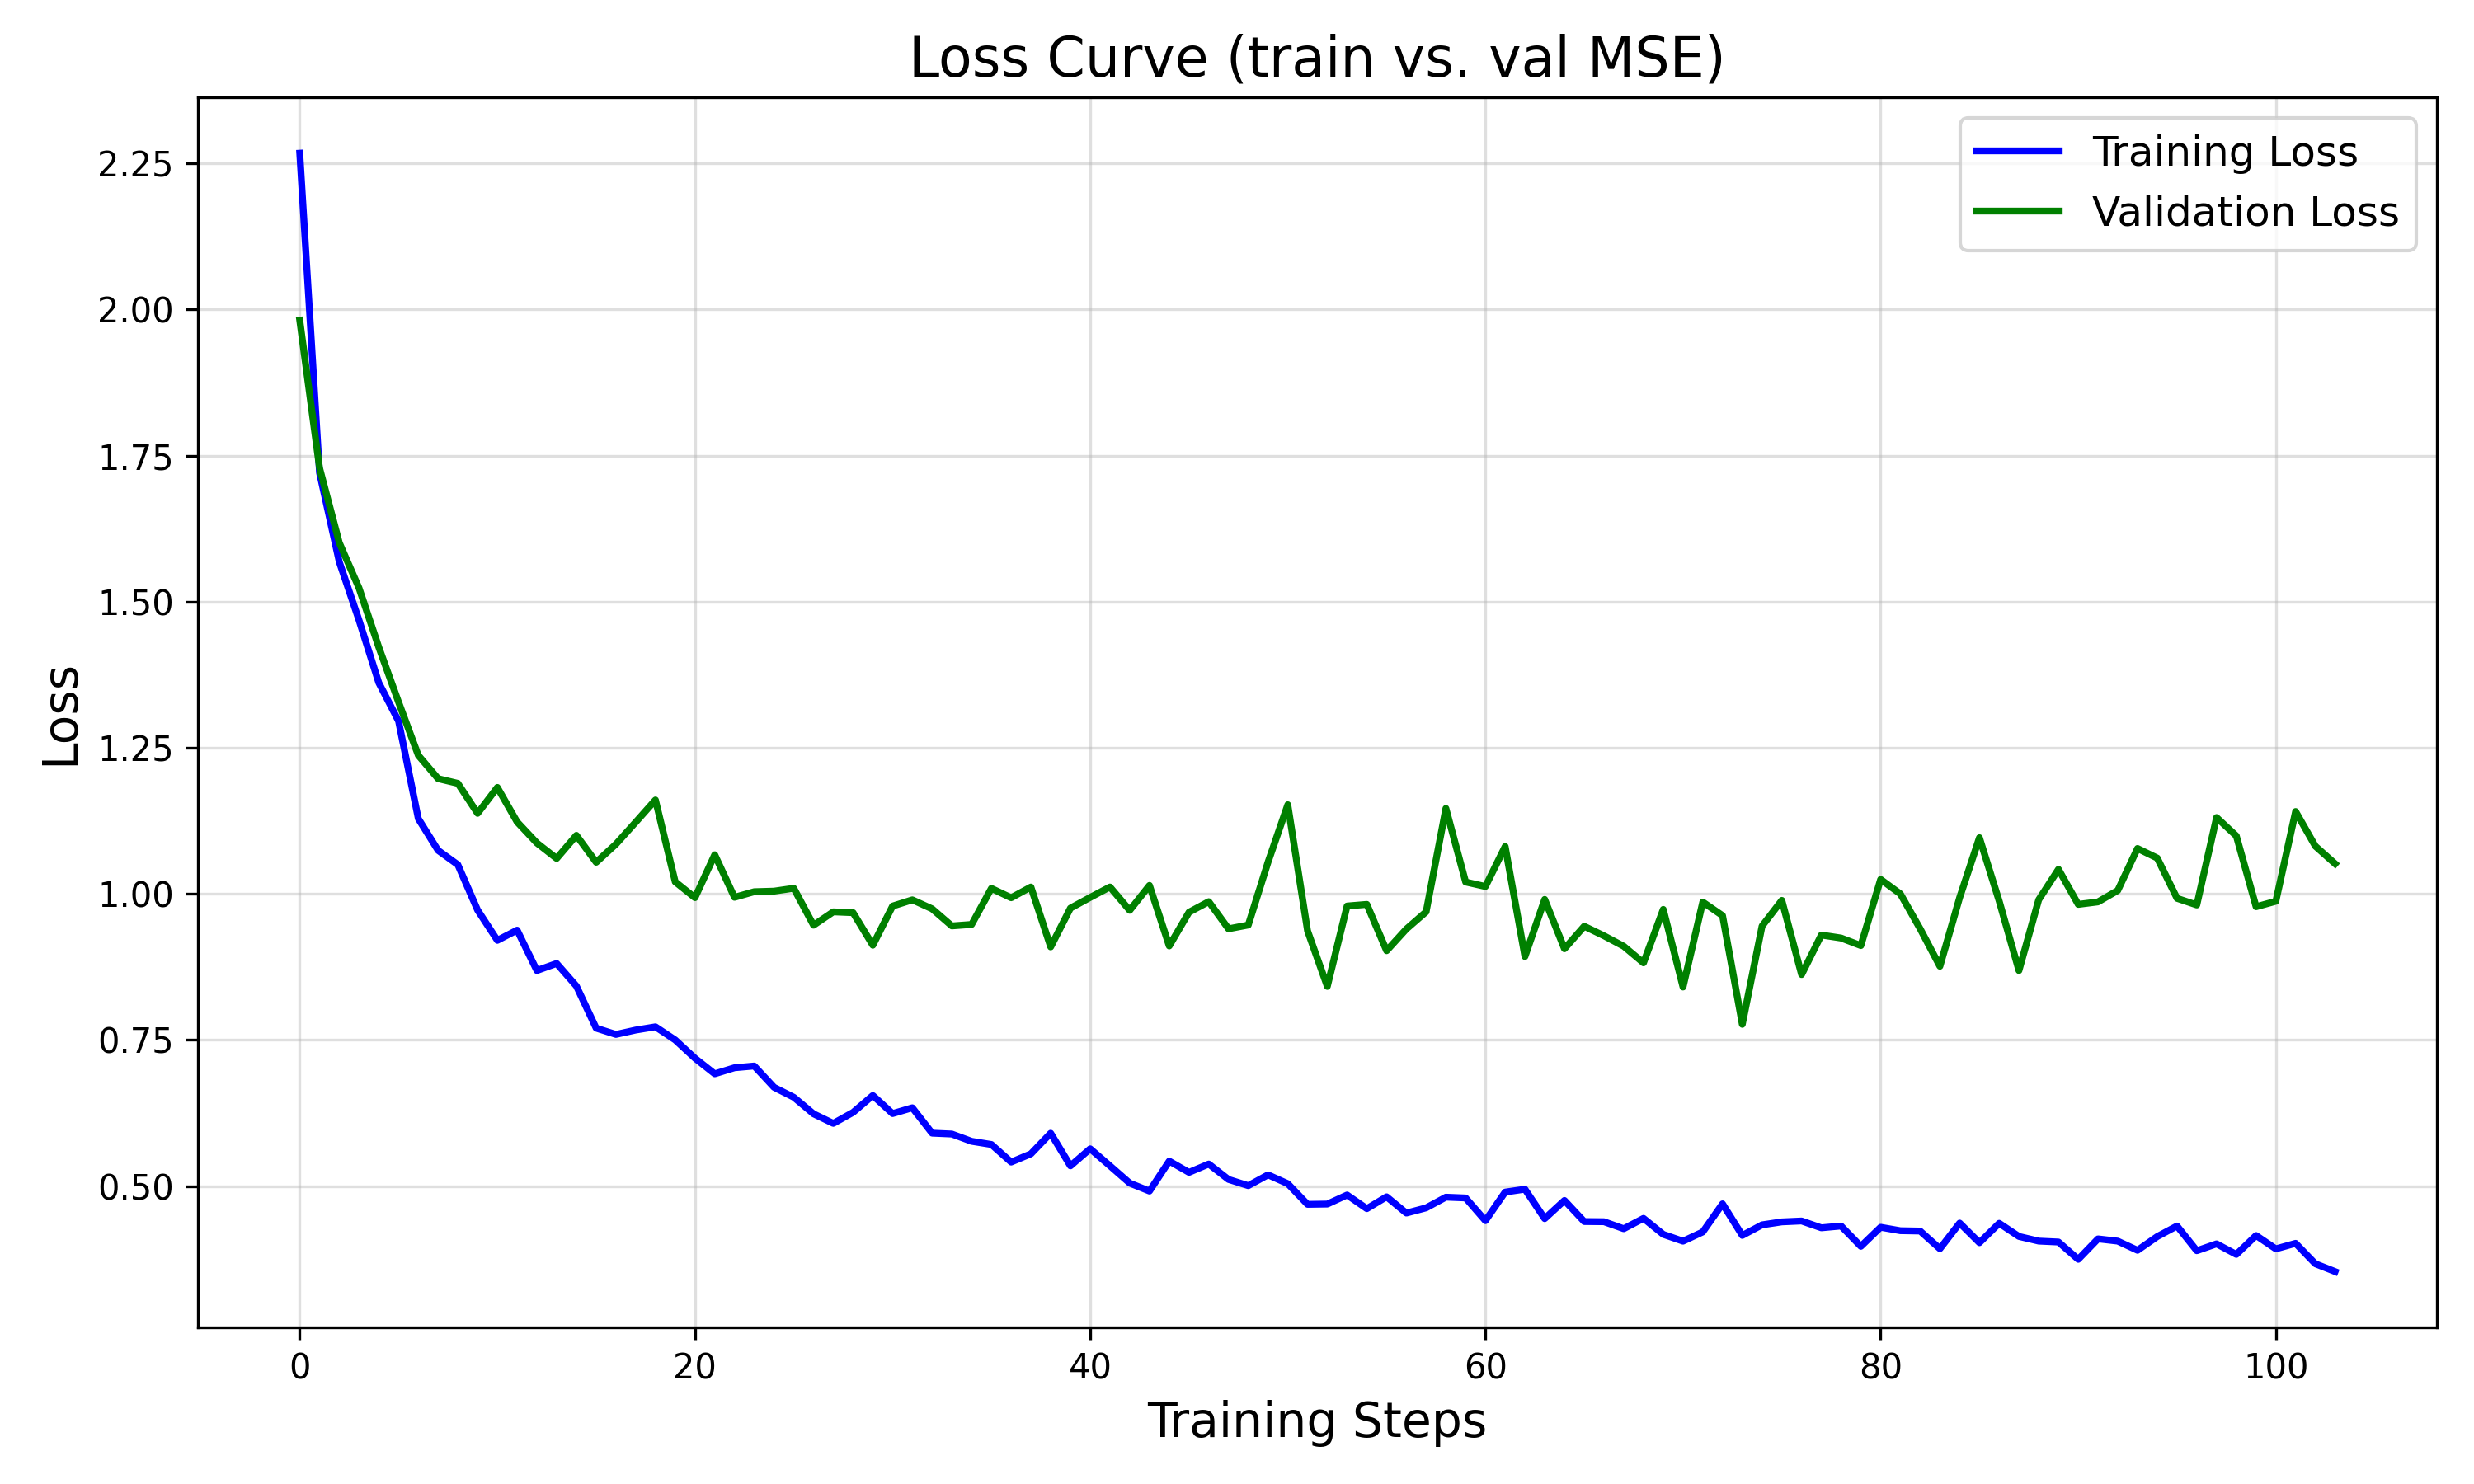 Loss Curve (train vs. val MSE)
Training Loss
Validation Loss
2.25
2.00
1.75
1.50
1.25
1.00
0.75
0.50
Loss
0 20 40 60 80 100
Training Steps